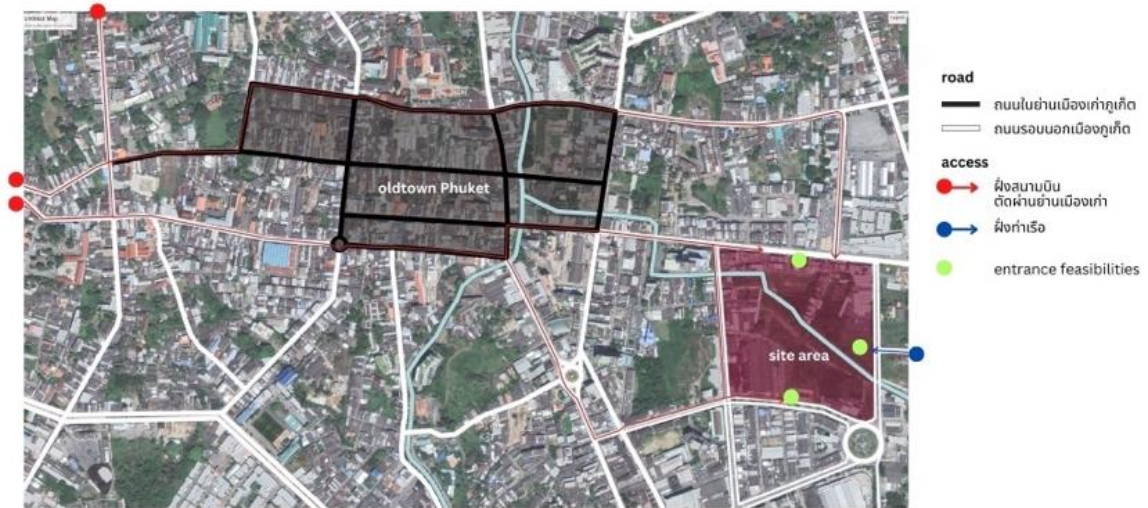 Untitled Map
Legend
oldtown Phuket
site area
road
ถนนในย่านเมืองเก่าภูเก็ต
ถนนรอบนอกเมืองภูเก็ต
access
ฝั่งสนามบิน
ตัดผ่านย่านเมืองเก่า
ฝั่งท่าเรือ
entrance feasibilities